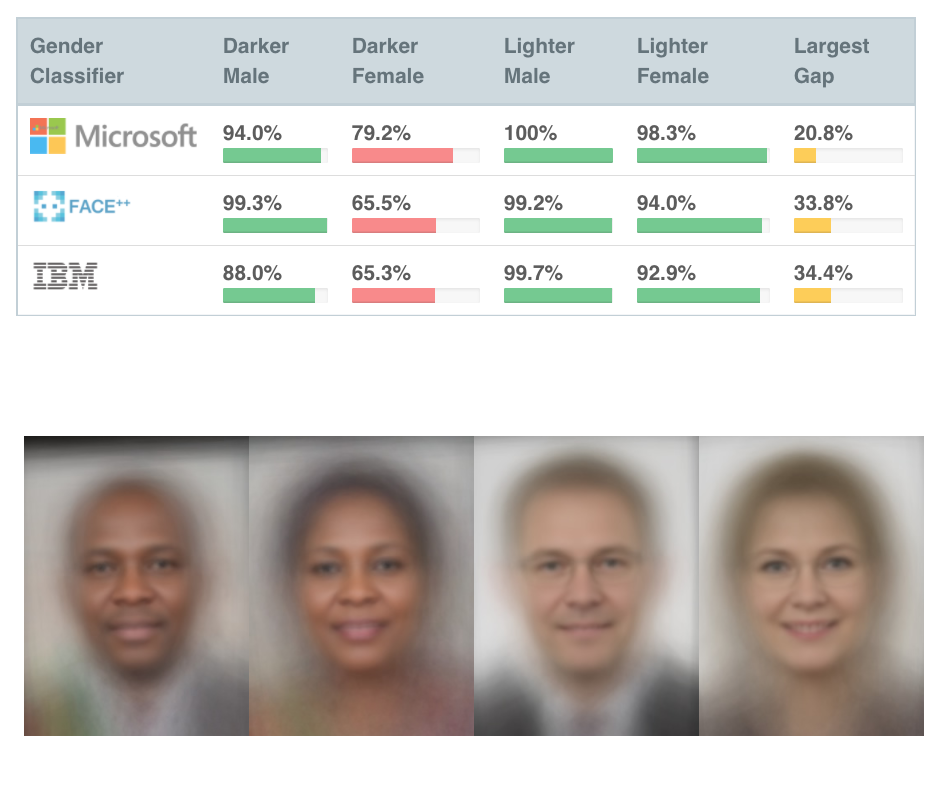 Gender Classifier Darker Male Darker Female Lighter Male Lighter Female Largest Gap
Microsoft 94.0% 79.2% 100% 98.3% 20.8%
FACE++ 99.3% 65.5% 99.2% 94.0% 33.8%
IBM 88.0% 65.3% 99.7% 92.9% 34.4%